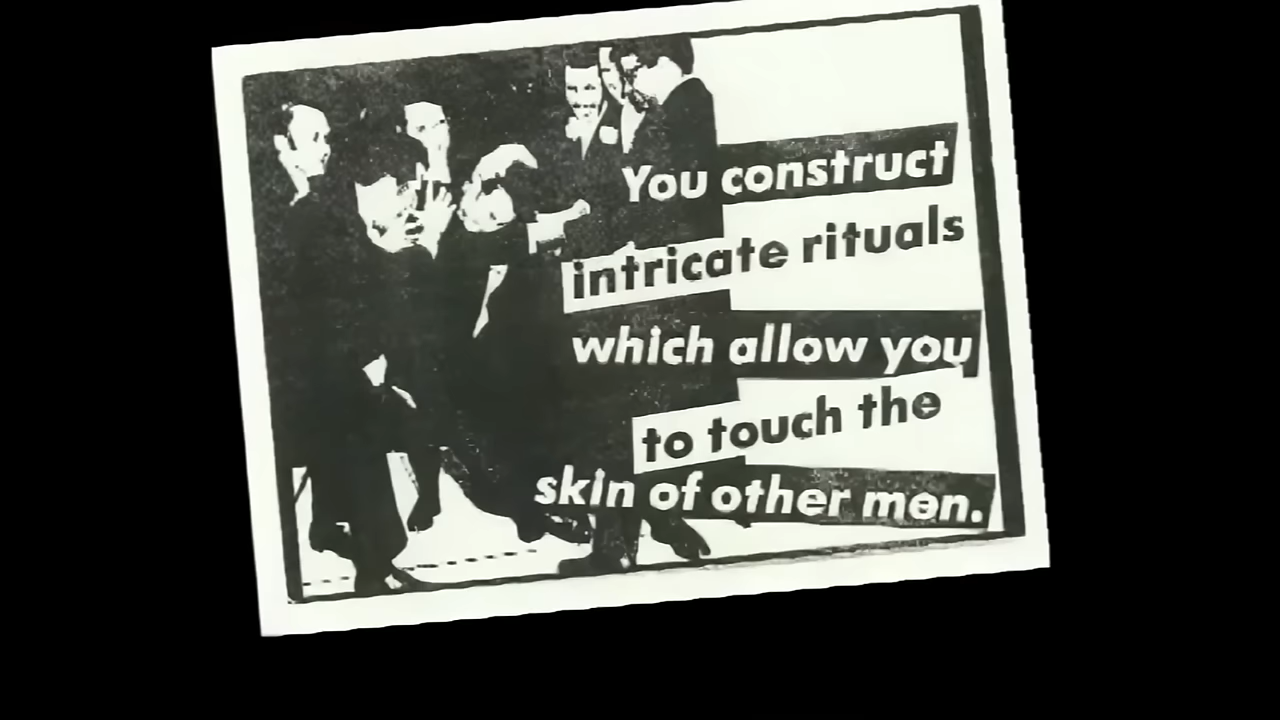 You construct
intricate rituals
which allow you
to touch the
skin of other men.